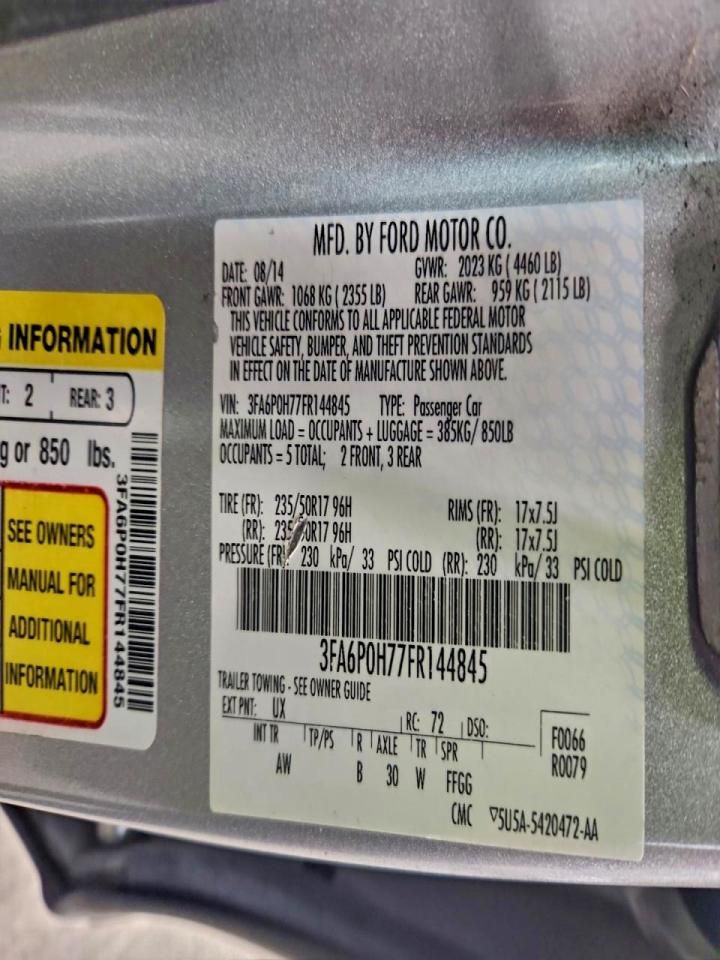 INFORMATION
T: 2 REAR: 3
g or 850 lbs.
SEE OWNERS
MANUAL FOR
ADDITIONAL
INFORMATION
3FA6P0H77FR144845
MFD. BY FORD MOTOR CO.
DATE: 08/14 GVWR: 2023 KG ( 4460 LB)
FRONT GAWR: 1068 KG ( 2355 LB) REAR GAWR: 959 KG ( 2115 LB)
THIS VEHICLE CONFORMS TO ALL APPLICABLE FEDERAL MOTOR
VEHICLE SAFETY, BUMPER, AND THEFT PREVENTION STANDARDS
IN EFFECT ON THE DATE OF MANUFACTURE SHOWN ABOVE.
VIN: 3FA6P0H77FR144845 TYPE: Passenger Car
MAXIMUM LOAD = OCCUPANTS + LUGGAGE = 385KG/ 850LB
OCCUPANTS = 5 TOTAL; 2 FRONT, 3 REAR
TIRE (FR): 235/50R17 96H RIMS (FR): 17x7.5J
(RR): 235/50R17 96H (RR): 17x7.5J
PRESSURE (FR): 230 kPa/ 33 PSI COLD (RR): 230 kPa/ 33 PSI COLD
3FA6P0H77FR144845
TRAILER TOWING - SEE OWNER GUIDE
EXT PNT: UX RC: 72 DSO:
F0066
INT TR TP/PS R AXLE TR SPR
R0079
AW B 30 W FFGG
CMC ▽5U5A-5420472-AA